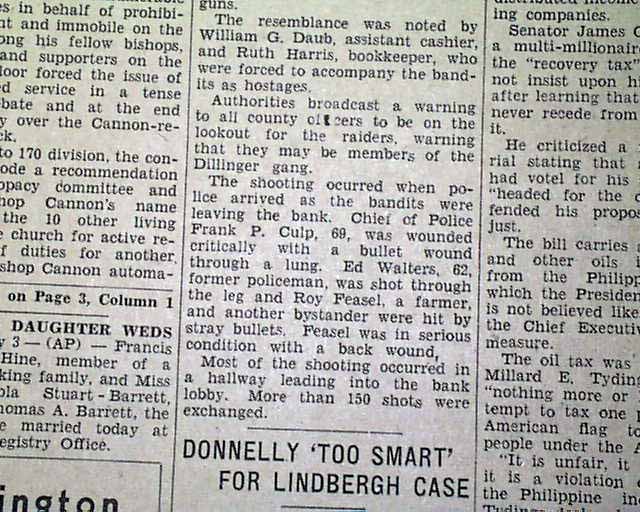 es in behalf of prohibi-
nt and immobile on the
ong his fellow bishops,
and supporters on the
loor forced the issue of
ed service in a tense
bate and at the end
y over the Cannon-re-
ck.
to 170 division, the con-
ode a recommendation
opacy committee and
hop Cannon's name
the 10 other living
e church for active re-
f duties for another.
shop Cannon automa-
on Page 3, Column 1
DAUGHTER WEDS
y 3 — (AP) — Francis
Hine, member of a
king family, and Miss
ola Stuart - Barrett,
homas A. Barrett, the
e married today at
egistry Office.
ington
guns.
The resemblance was noted by
William G. Daub, assistant cashier,
and Ruth Harris, bookkeeper, who
were forced to accompany the band-
its as hostages.
Authorities broadcast a warning
to all county officers to be on the
lookout for the raiders, warning
that they may be members of the
Dillinger gang.
The shooting ocurred when po-
lice arrived as the bandits were
leaving the bank. Chief of Police
Frank P. Culp, 69, was wounded
critically with a bullet wound
through a lung. Ed Walters, 62,
former policeman, was shot through
the leg and Roy Feasel, a farmer,
and another bystander were hit by
stray bullets. Feasel was in serious
condition with a back wound,
Most of the shooting occurred in
a hallway leading into the bank
lobby. More than 150 shots were
exchanged.
DONNELLY 'TOO SMART'
FOR LINDBERGH CASE
ing companies.
Senator James C
a multi-millionair
the "recovery tax"
not insist upon hi
after learning that
never recede from
it.
He criticized a
rial stating that
had votel for his
"headed for the c
fended his propo
just.
The bill carries
and other oils i
from the Philipp
which the Presiden
is not believed like
the Chief Executiv
measure.
The oil tax was
Millard E. Tydin
"nothing more or
tempt to tax one p
American flag to
people under the A
"It is unfair, it
it is a violation o
the Philippine in